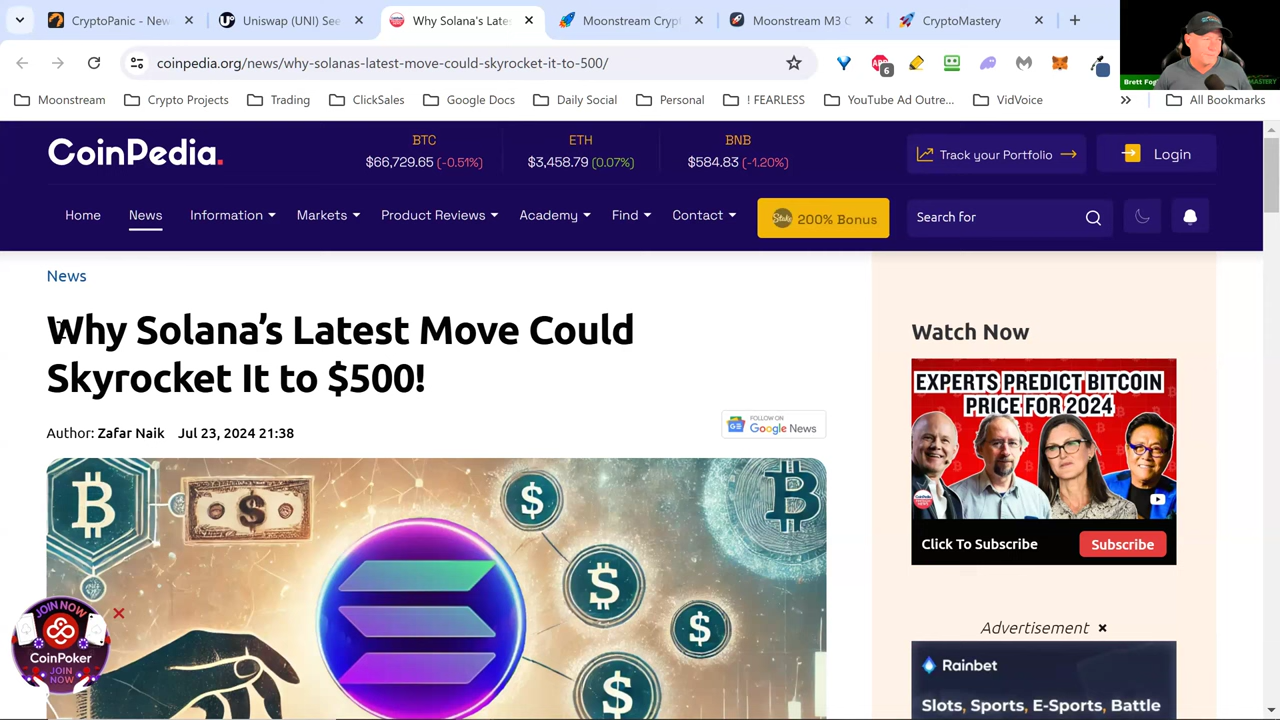 CryptoPanic - New
Uniswap (UNI) See
Why Solana's Late
Moonstream Crypt
Moonstream M3 C
CryptoMastery
coinpedia.org/news/why-solanas-latest-move-could-skyrocket-it-to-500/
6
Brett Fog
MASTERY
Moonstream
Crypto Projects
Trading
ClickSales
Google Docs
Daily Social
Personal
! FEARLESS
YouTube Ad Outre...
VidVoice
All Bookmarks
CoinPedia.
BTC
$66,729.65 (-0.51%)
ETH
$3,458.79 (0.07%)
BNB
$584.83 (-1.20%)
Track your Portfolio
Login
Home
News
Information
Markets
Product Reviews
Academy
Find
Contact
Stake
200% Bonus
Search for
News
Why Solana's Latest Move Could
Skyrocket It to $500!
Author: Zafar Naik Jul 23, 2024 21:38
FOLLOW ON
Google News
Watch Now
EXPERTS PREDICT BITCOIN
PRICE FOR 2024
Click To Subscribe
Subscribe
Advertisement
Rainbet
Slots, Sports, E-Sports, Battle
JOIN NOW
CoinPoker
JOIN
NOW